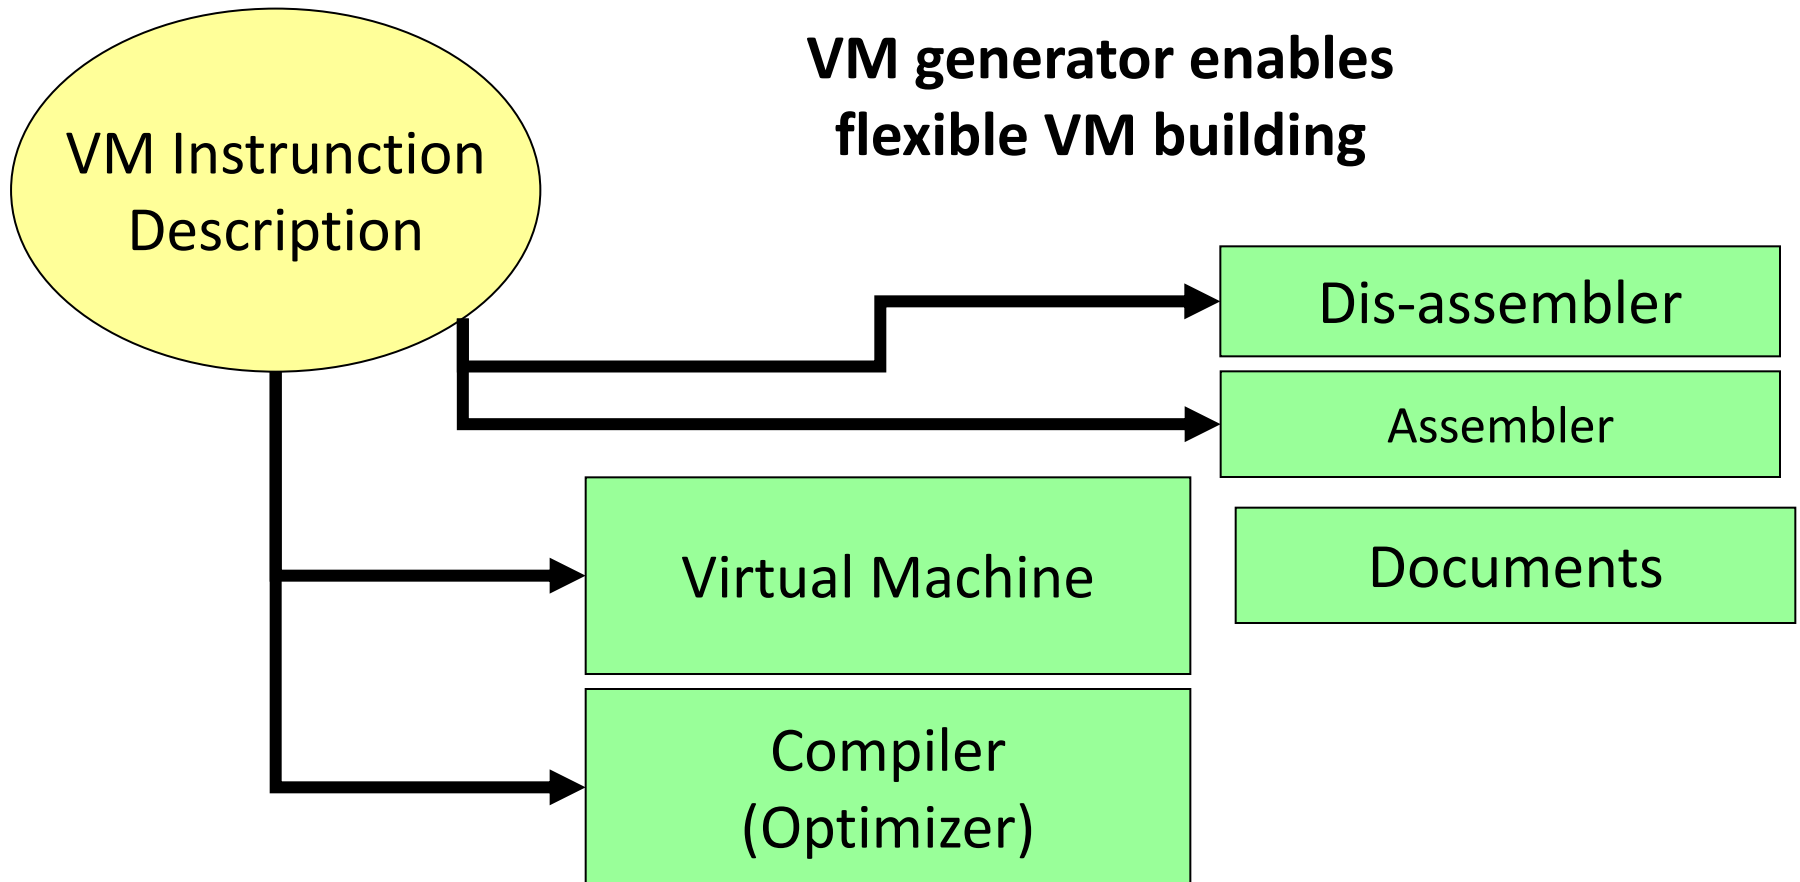 VM generator enables
flexible VM building
VM Instrunction
Description
Dis-assembler
Assembler
Virtual Machine
Documents
Compiler
(Optimizer)